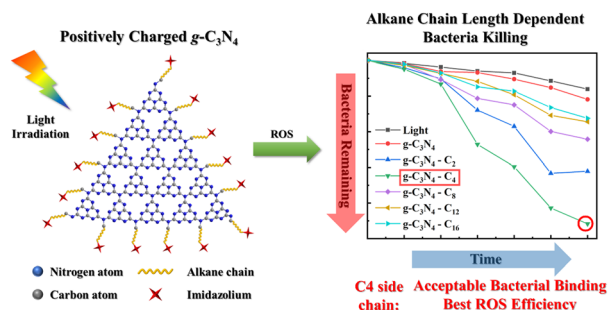 Positively Charged g-C₃N₄
Light
Irradiation
ROS
Nitrogen atom
Alkane chain
Carbon atom
Imidazolium
Alkane Chain Length Dependent
Bacteria Killing
Bacteria Remaining
Light
g-C₃N₄
g-C₃N₄ - C₂
g-C₃N₄ - C₄
g-C₃N₄ - C₈
g-C₃N₄ - C₁₂
g-C₃N₄ - C₁₆
Time
C4 side
chain:
Acceptable Bacterial Binding
Best ROS Efficiency